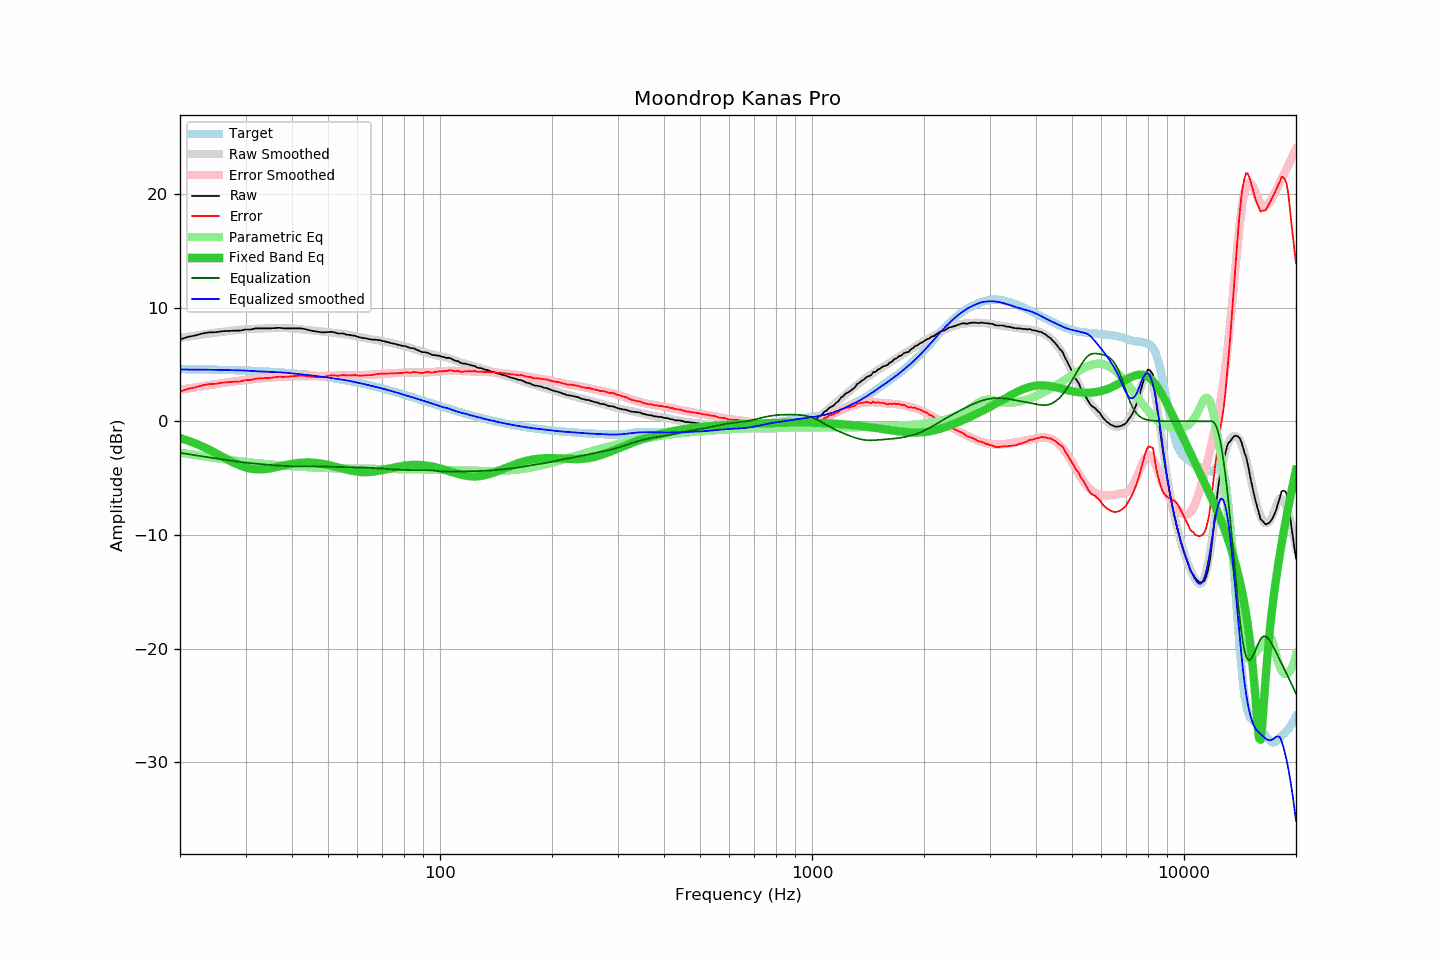 Moondrop Kanas Pro
Target
Raw Smoothed
Error Smoothed
Raw
Error
Parametric Eq
Fixed Band Eq
Equalization
Equalized smoothed
20
10
0
−10
−20
−30
Amplitude (dBr)
100
1000
10000
Frequency (Hz)